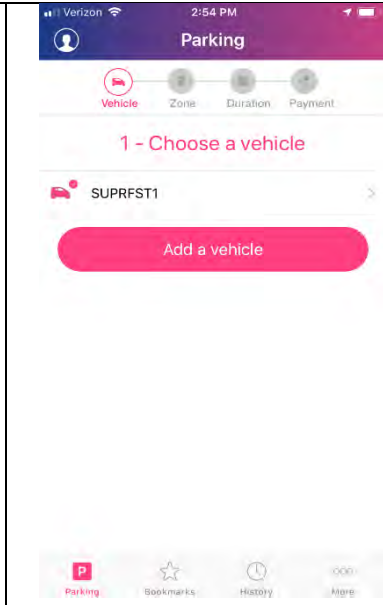 Verizon 2:54 PM
Parking
Vehicle Zone Duration Payment
1 - Choose a vehicle
SUPRFST1
Add a vehicle
P
Parking Bookmarks History More